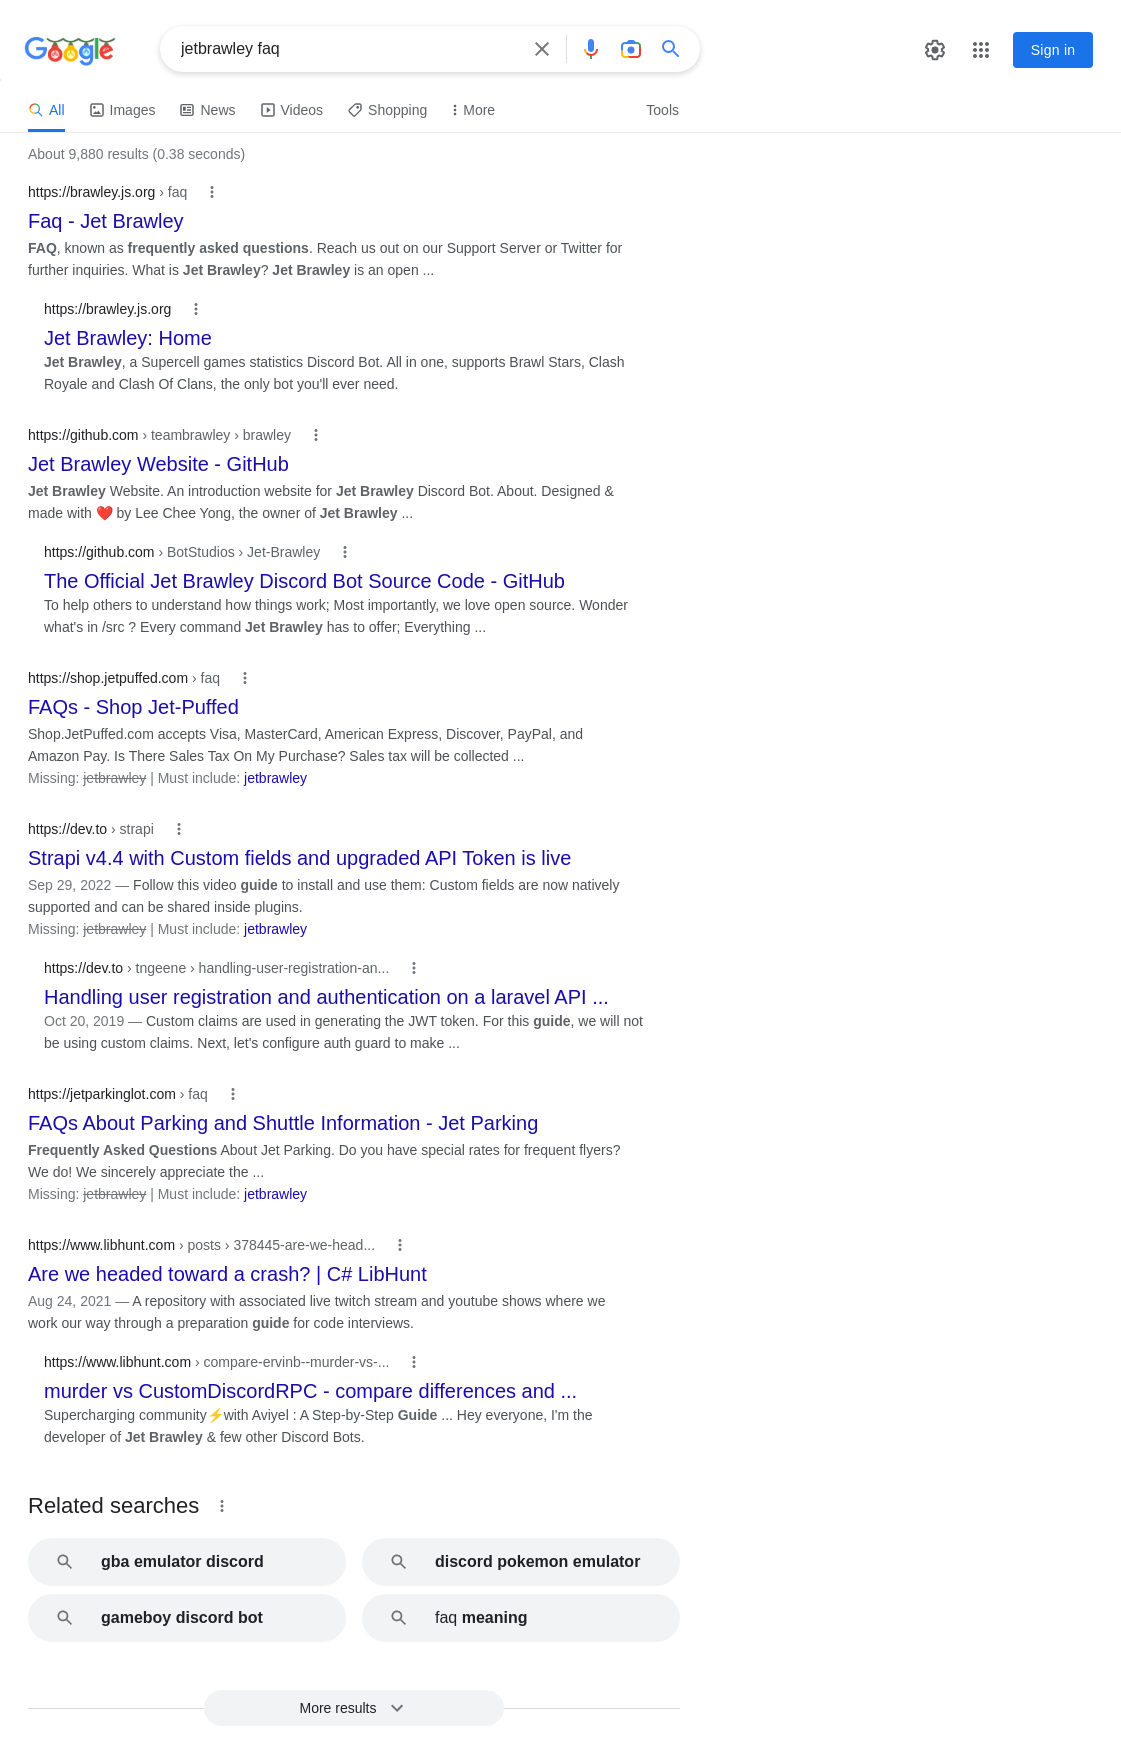 Google
jetbrawley faq
Sign in
All Images News Videos Shopping More Tools
About 9,880 results (0.38 seconds)
https://brawley.js.org › faq
Faq - Jet Brawley
FAQ, known as frequently asked questions. Reach us out on our Support Server or Twitter for
further inquiries. What is Jet Brawley? Jet Brawley is an open ...
https://brawley.js.org
Jet Brawley: Home
Jet Brawley, a Supercell games statistics Discord Bot. All in one, supports Brawl Stars, Clash
Royale and Clash Of Clans, the only bot you'll ever need.
https://github.com › teambrawley › brawley
Jet Brawley Website - GitHub
Jet Brawley Website. An introduction website for Jet Brawley Discord Bot. About. Designed &
made with ❤️ by Lee Chee Yong, the owner of Jet Brawley ...
https://github.com › BotStudios › Jet-Brawley
The Official Jet Brawley Discord Bot Source Code - GitHub
To help others to understand how things work; Most importantly, we love open source. Wonder
what's in /src ? Every command Jet Brawley has to offer; Everything ...
https://shop.jetpuffed.com › faq
FAQs - Shop Jet-Puffed
Shop.JetPuffed.com accepts Visa, MasterCard, American Express, Discover, PayPal, and
Amazon Pay. Is There Sales Tax On My Purchase? Sales tax will be collected ...
Missing: jetbrawley | Must include: jetbrawley
https://dev.to › strapi
Strapi v4.4 with Custom fields and upgraded API Token is live
Sep 29, 2022 — Follow this video guide to install and use them: Custom fields are now natively
supported and can be shared inside plugins.
Missing: jetbrawley | Must include: jetbrawley
https://dev.to › tngeene › handling-user-registration-an...
Handling user registration and authentication on a laravel API ...
Oct 20, 2019 — Custom claims are used in generating the JWT token. For this guide, we will not
be using custom claims. Next, let's configure auth guard to make ...
https://jetparkinglot.com › faq
FAQs About Parking and Shuttle Information - Jet Parking
Frequently Asked Questions About Jet Parking. Do you have special rates for frequent flyers?
We do! We sincerely appreciate the ...
Missing: jetbrawley | Must include: jetbrawley
https://www.libhunt.com › posts › 378445-are-we-head...
Are we headed toward a crash? | C# LibHunt
Aug 24, 2021 — A repository with associated live twitch stream and youtube shows where we
work our way through a preparation guide for code interviews.
https://www.libhunt.com › compare-ervinb--murder-vs-...
murder vs CustomDiscordRPC - compare differences and ...
Supercharging community⚡with Aviyel : A Step-by-Step Guide ... Hey everyone, I'm the
developer of Jet Brawley & few other Discord Bots.
Related searches
gba emulator discord
discord pokemon emulator
gameboy discord bot
faq meaning
More results